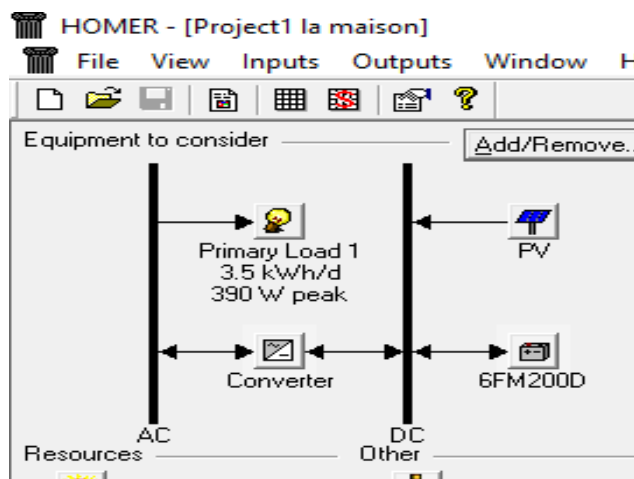 HOMER - [Project1 la maison]
File View Inputs Outputs Window H
Equipment to consider Add/Remove..
Primary Load 1
3.5 kWh/d
390 W peak
PV
Converter
6FM200D
AC
DC
Resources
Other